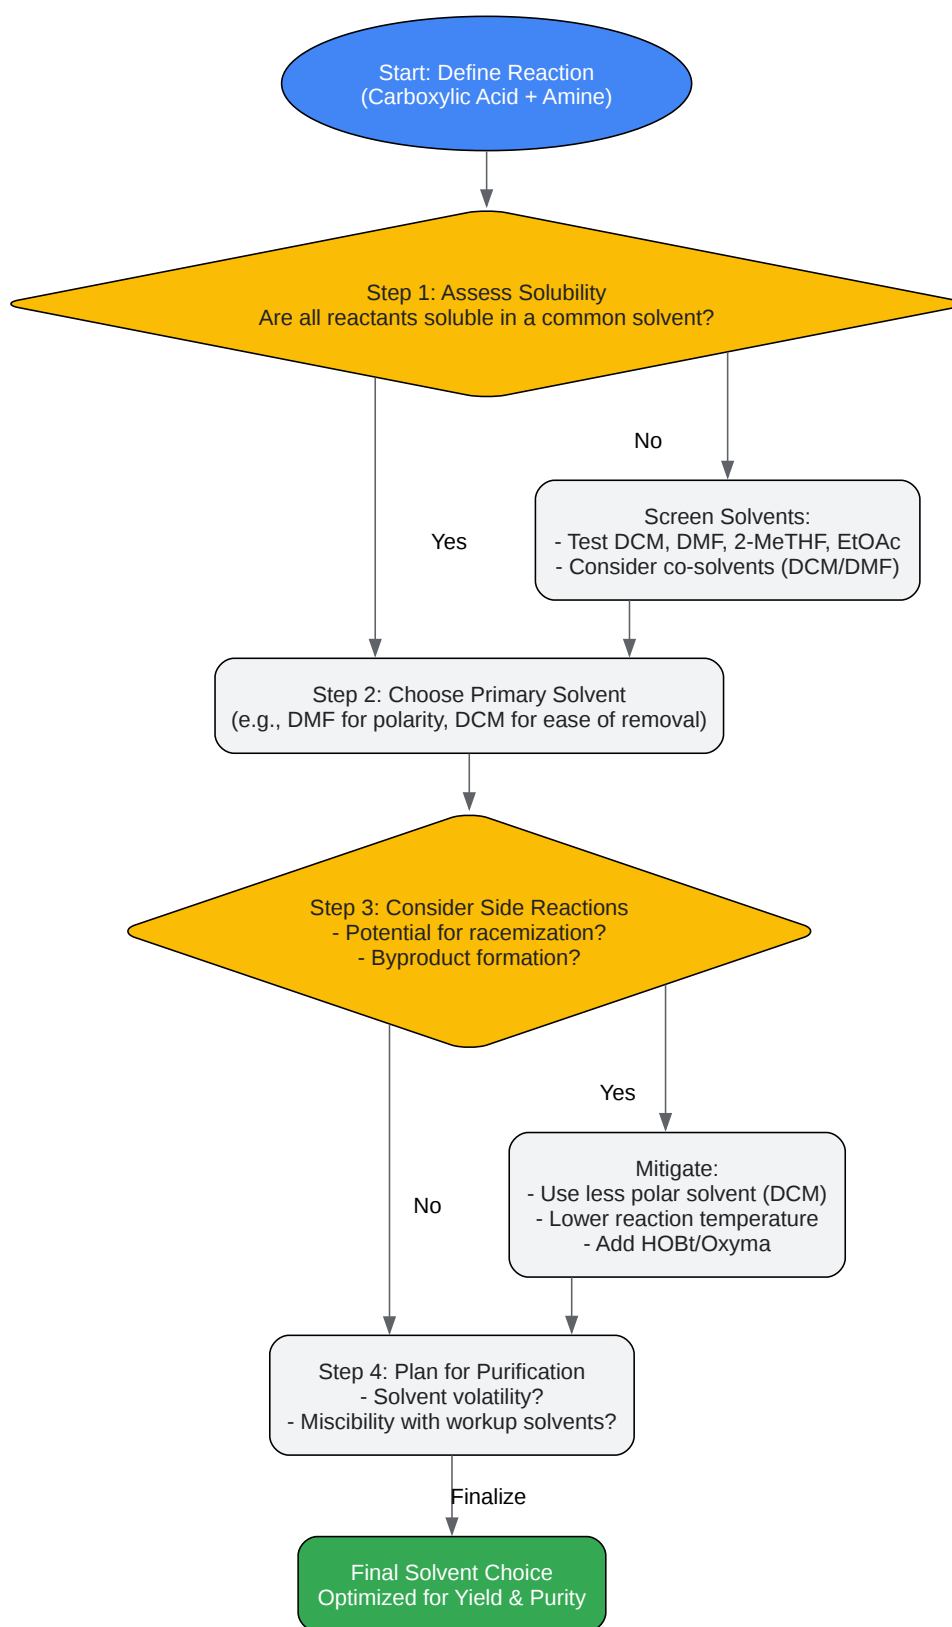 Start: Define Reaction
(Carboxylic Acid + Amine)
Step 1: Assess Solubility
Are all reactants soluble in a common solvent?
No
Screen Solvents:
- Test DCM, DMF, 2-MeTHF, EtOAc
- Consider co-solvents (DCM/DMF)
Yes
Step 2: Choose Primary Solvent
(e.g., DMF for polarity, DCM for ease of removal)
Step 3: Consider Side Reactions
- Potential for racemization?
- Byproduct formation?
Yes
Mitigate:
- Use less polar solvent (DCM)
- Lower reaction temperature
- Add HOBt/Oxyma
No
Step 4: Plan for Purification
- Solvent volatility?
- Miscibility with workup solvents?
Finalize
Final Solvent Choice
Optimized for Yield & Purity